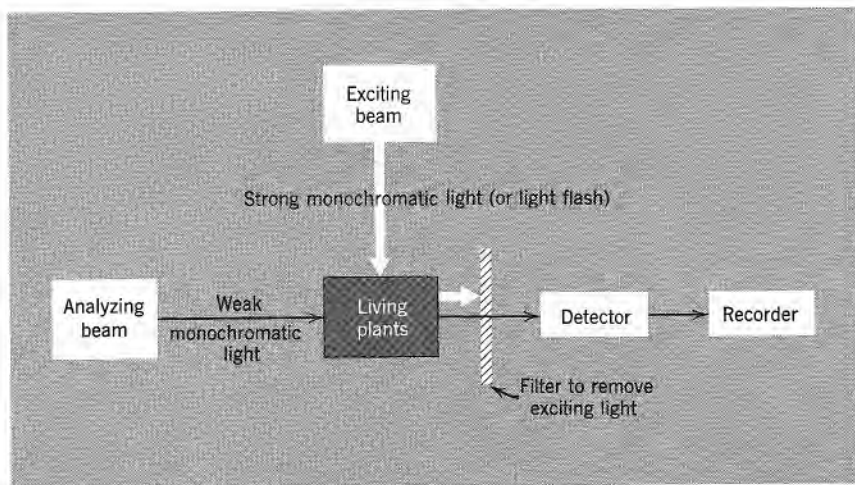 Exciting
beam
Strong monochromatic light (or light flash)
Analyzing
beam
Weak
monochromatic
light
Living
plants
Detector
Recorder
Filter to remove
exciting light